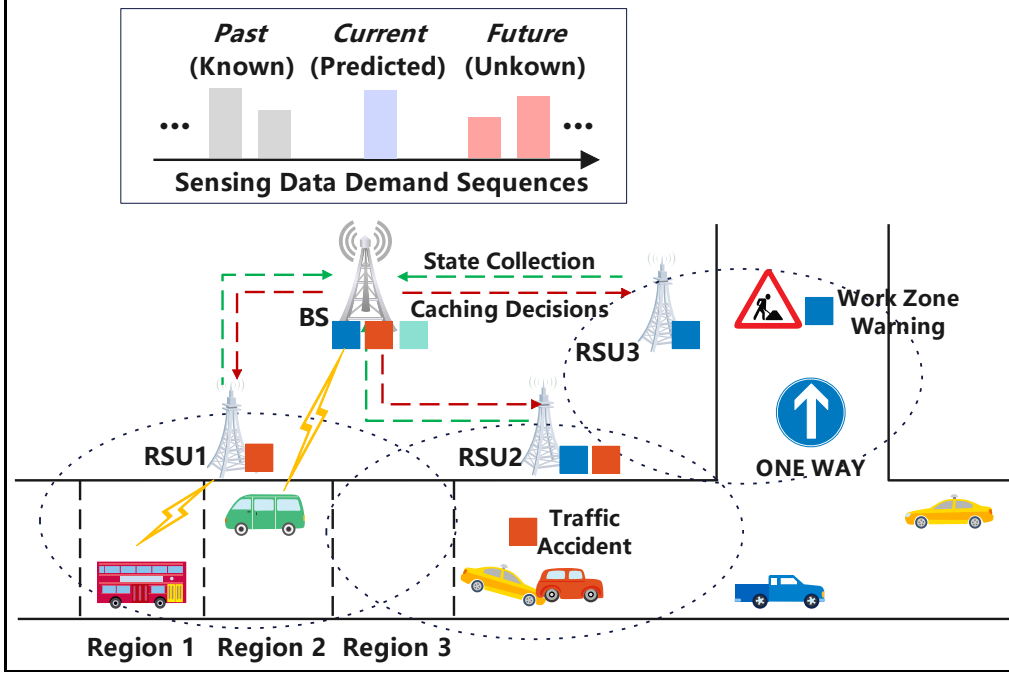 Past Current Future
(Known) (Predicted) (Unkown)
... ...
Sensing Data Demand Sequences
State Collection
Caching Decisions
BS
RSU3
Work Zone
Warning
RSU1
RSU2
ONE WAY
Traffic
Accident
Region 1 Region 2 Region 3